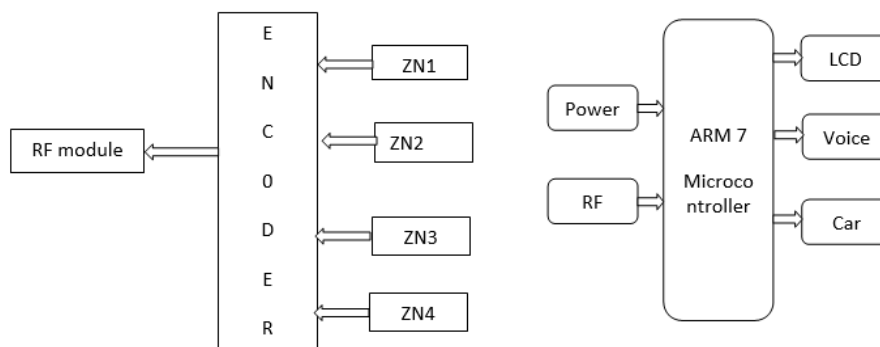 E
N
C
0
D
E
R
ZN1
ZN2
ZN3
ZN4
RF module
Power
RF
ARM 7
Microco
ntroller
LCD
Voice
Car